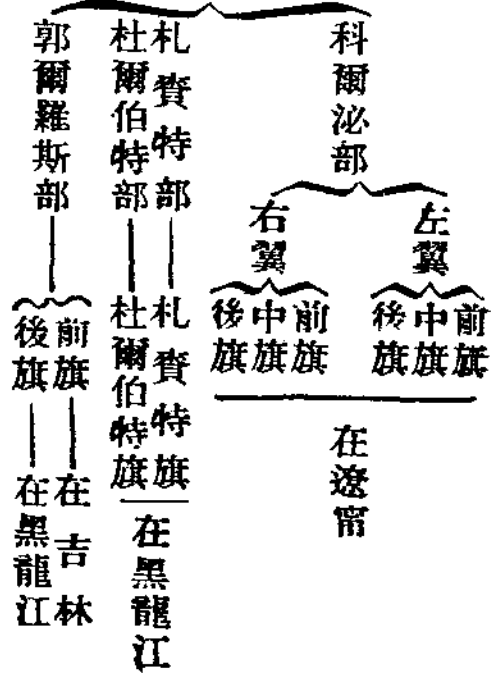 科爾泌部
左翼
前旗
中旗
後旗
右翼
前旗
中旗
後旗
在遼甯
札賚特部
札賚特旗
杜爾伯特部
杜爾伯特旗
在黑龍江
郭爾羅斯部
前旗
在吉林
後旗
在黑龍江